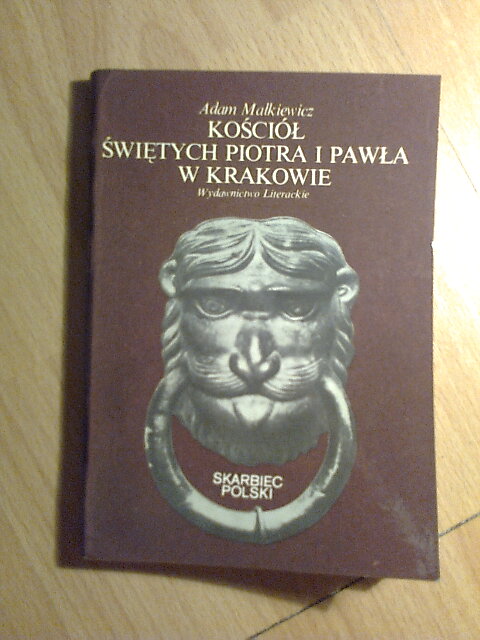 Adam Małkiewicz
KOŚCIÓŁ
ŚWIĘTYCH PIOTRA I PAWŁA
W KRAKOWIE
Wydawnictwo Literackie
SKARBIEC
POLSKI